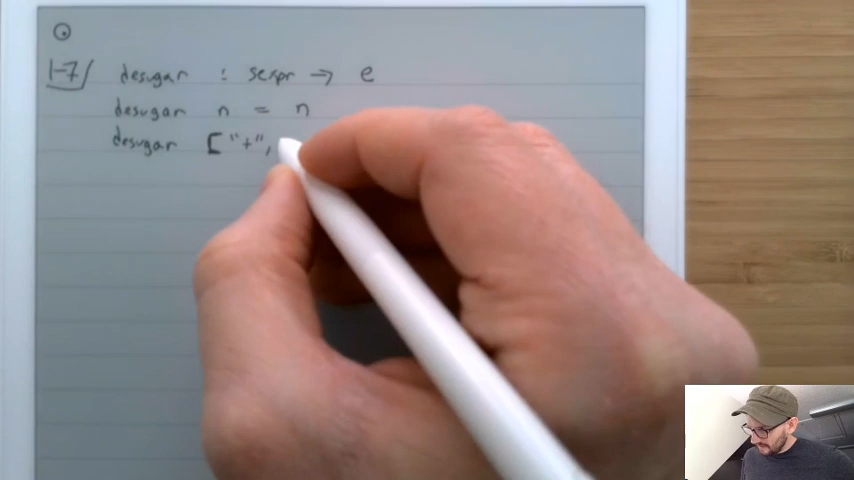 1-7/ desugar : sexpr → e
desugar n = n
desugar ["+",